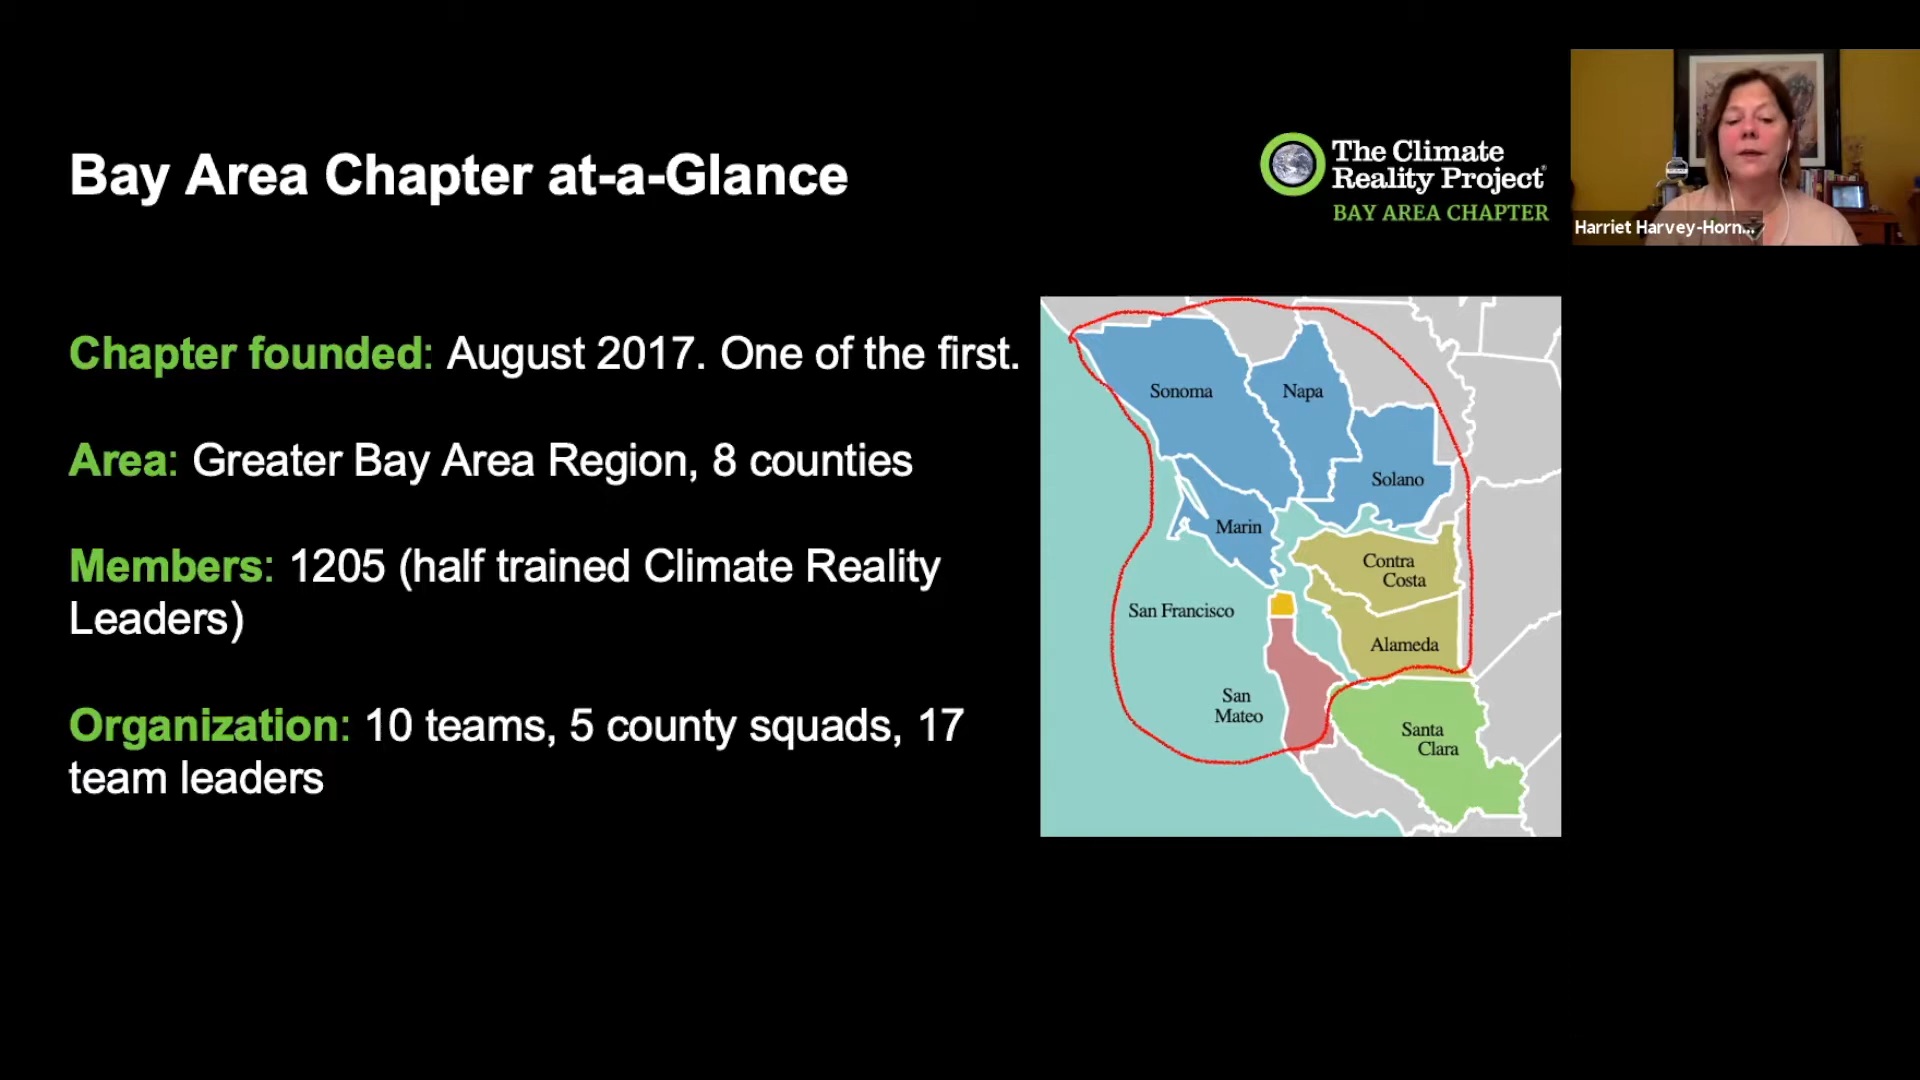 Bay Area Chapter at-a-Glance
The Climate
Reality Project
BAY AREA CHAPTER
Harriet Harvey-Horn...
Chapter founded: August 2017. One of the first.
Area: Greater Bay Area Region, 8 counties
Members: 1205 (half trained Climate Reality
Leaders)
Organization: 10 teams, 5 county squads, 17
team leaders
Sonoma
Napa
Solano
Marin
Contra
Costa
San Francisco
Alameda
San
Mateo
Santa
Clara